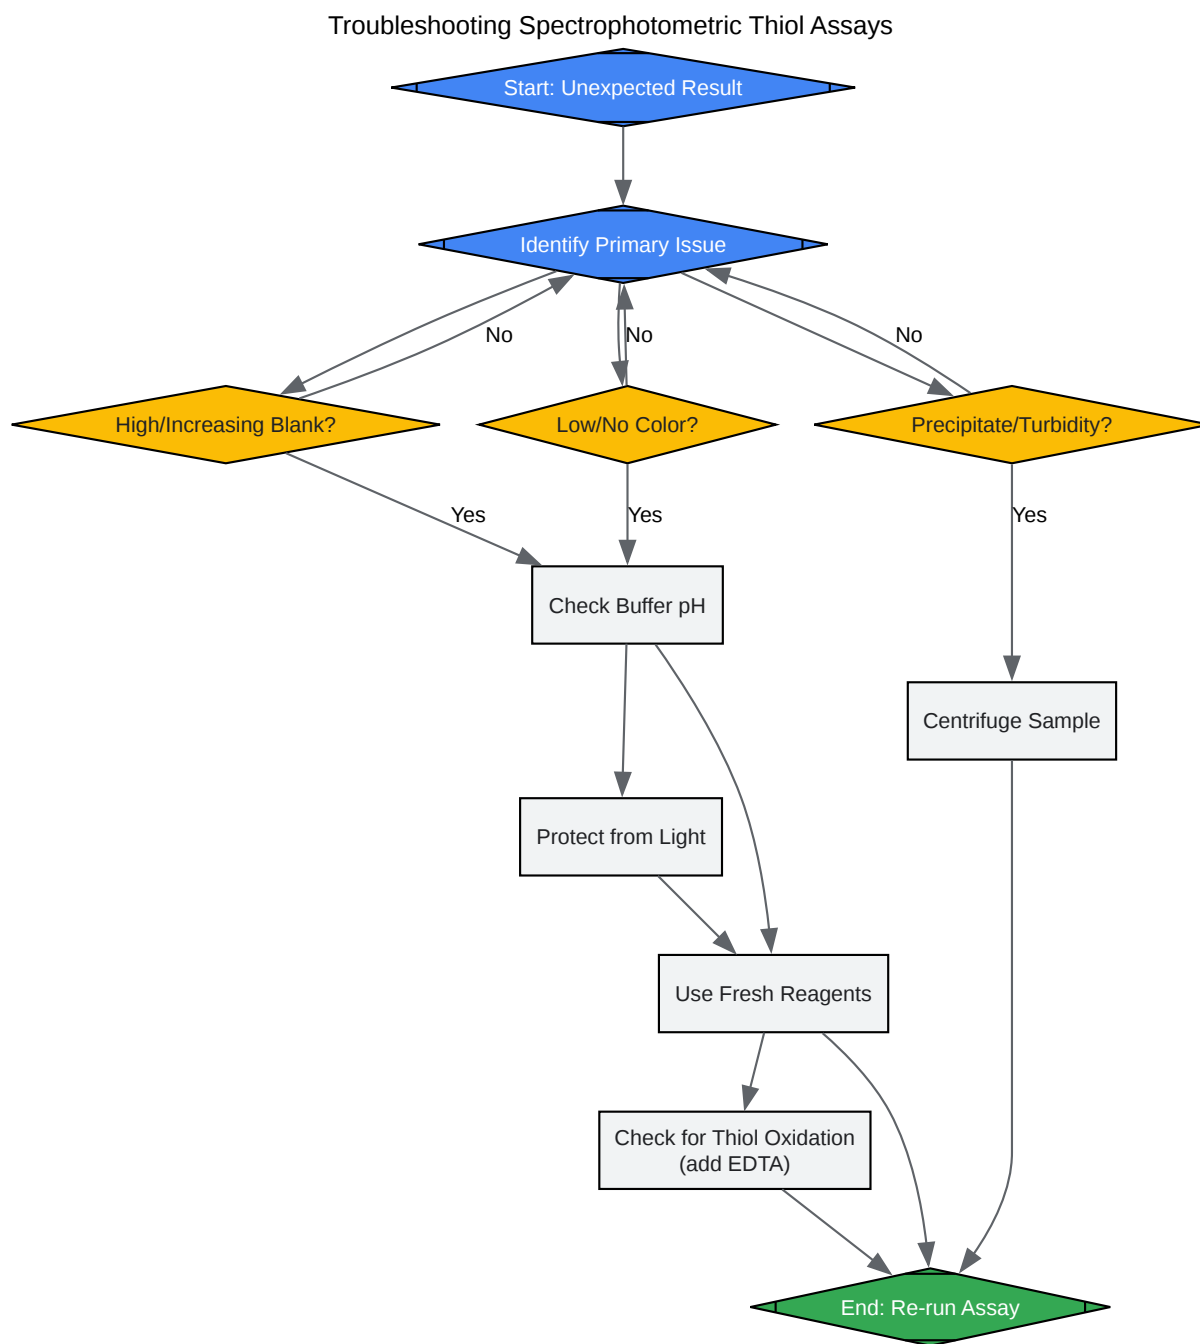 Troubleshooting Spectrophotometric Thiol Assays
Start: Unexpected Result
Identify Primary Issue
No
No
No
High/Increasing Blank?
Low/No Color?
Precipitate/Turbidity?
Yes
Yes
Yes
Check Buffer pH
Centrifuge Sample
Protect from Light
Use Fresh Reagents
Check for Thiol Oxidation
(add EDTA)
End: Re-run Assay